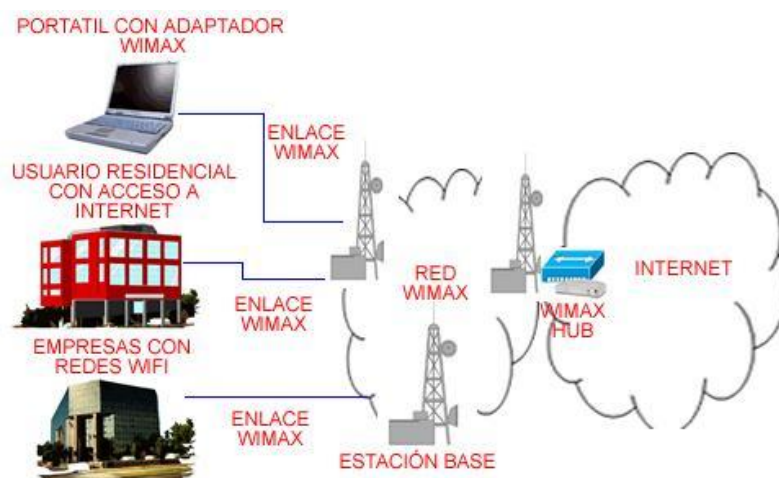 PORTATIL CON ADAPTADOR
WIMAX
ENLACE
WIMAX
USUARIO RESIDENCIAL
CON ACCESO A
INTERNET
ENLACE
WIMAX
EMPRESAS CON
REDES WIFI
ENLACE
WIMAX
RED
WIMAX
ESTACIÓN BASE
WIMAX
HUB
INTERNET